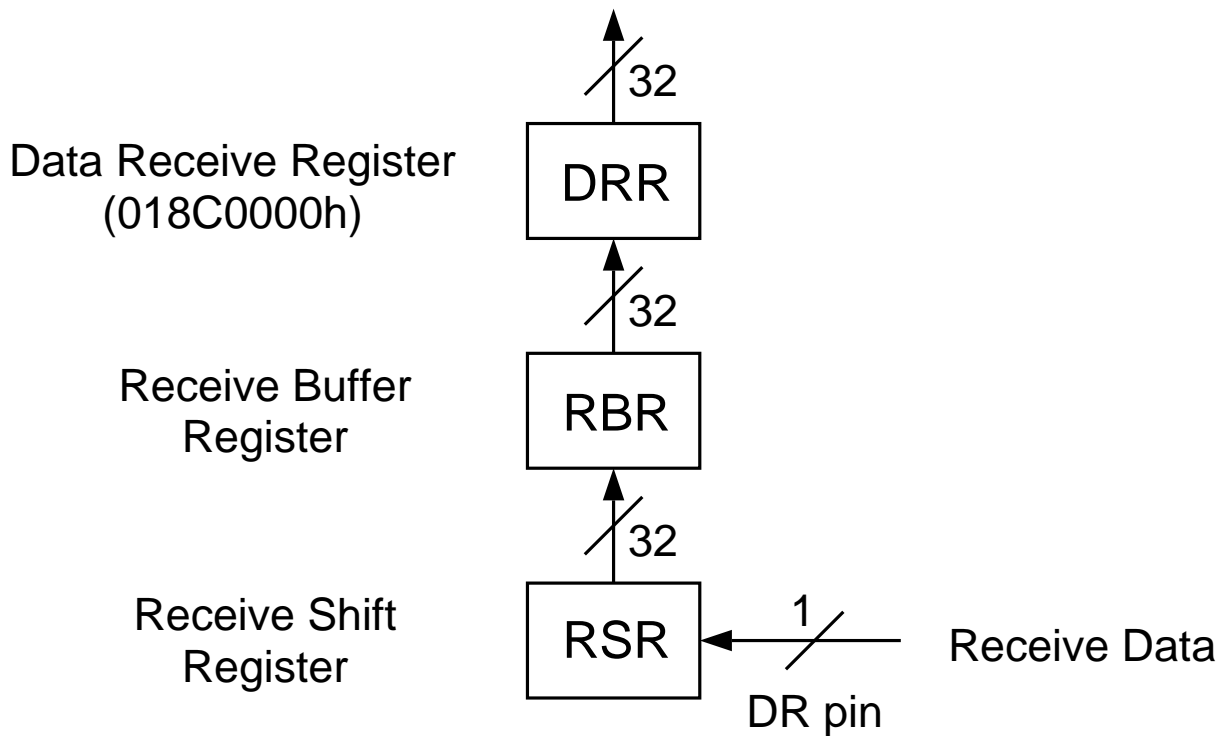 32
Data Receive Register
(018C0000h)
DRR
32
Receive Buffer
Register
RBR
32
Receive Shift
Register
RSR
1
Receive Data
DR pin